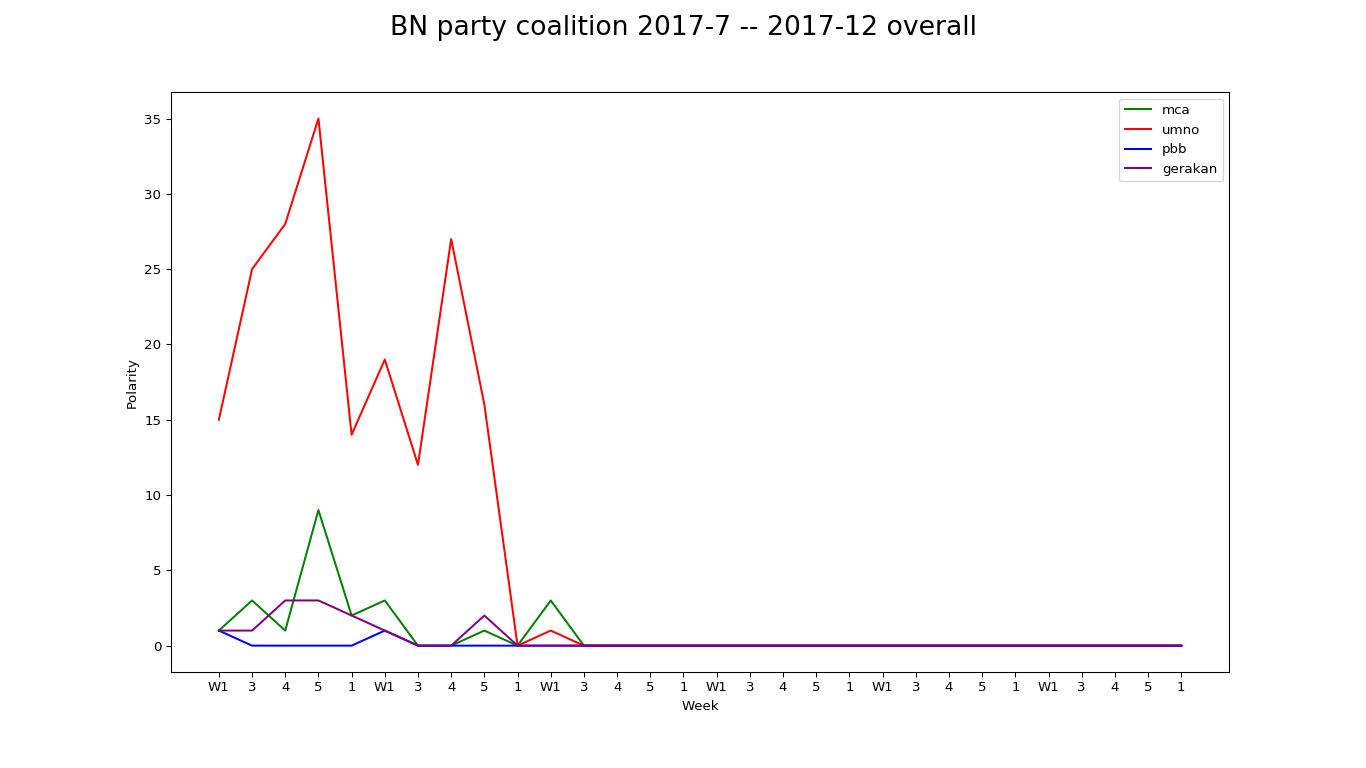 BN party coalition 2017-7 -- 2017-12 overall
mca
umno
pbb
gerakan
35
30
25
20
15
10
5
0
Polarity
W1 3 4 5 1 W1 3 4 5 1 W1 3 4 5 1 W1 3 4 5 1 W1 3 4 5 1 W1 3 4 5 1
Week